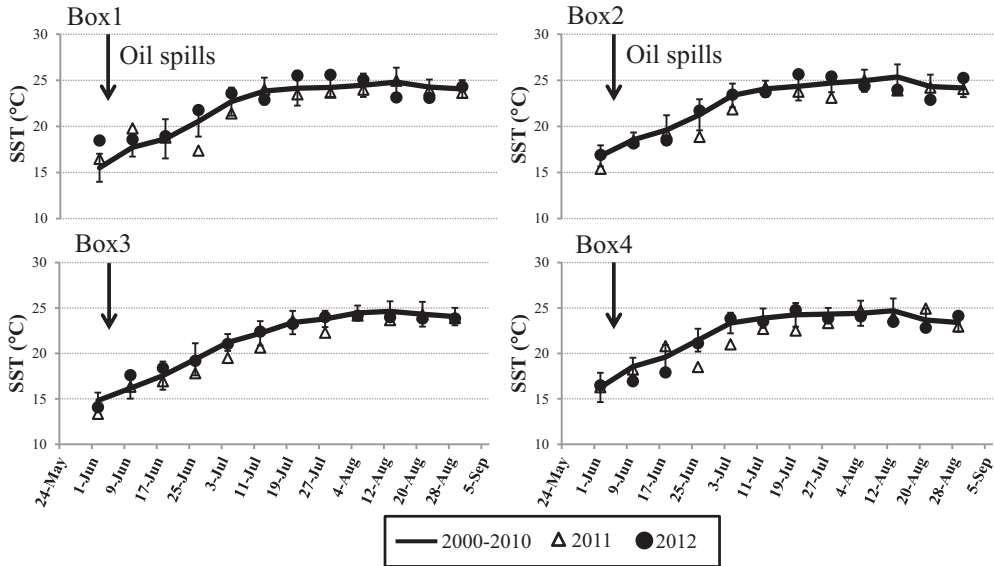 Box1
Oil spills
SST (°C)
30
25
20
15
10
Box2
Oil spills
SST (°C)
30
25
20
15
10
Box3
SST (°C)
30
25
20
15
10
24-May
1-Jun
9-Jun
17-Jun
25-Jun
3-Jul
11-Jul
19-Jul
27-Jul
4-Aug
12-Aug
20-Aug
28-Aug
5-Sep
Box4
SST (°C)
30
25
20
15
10
24-May
1-Jun
9-Jun
17-Jun
25-Jun
3-Jul
11-Jul
19-Jul
27-Jul
4-Aug
12-Aug
20-Aug
28-Aug
5-Sep
2000-2010 2011 2012